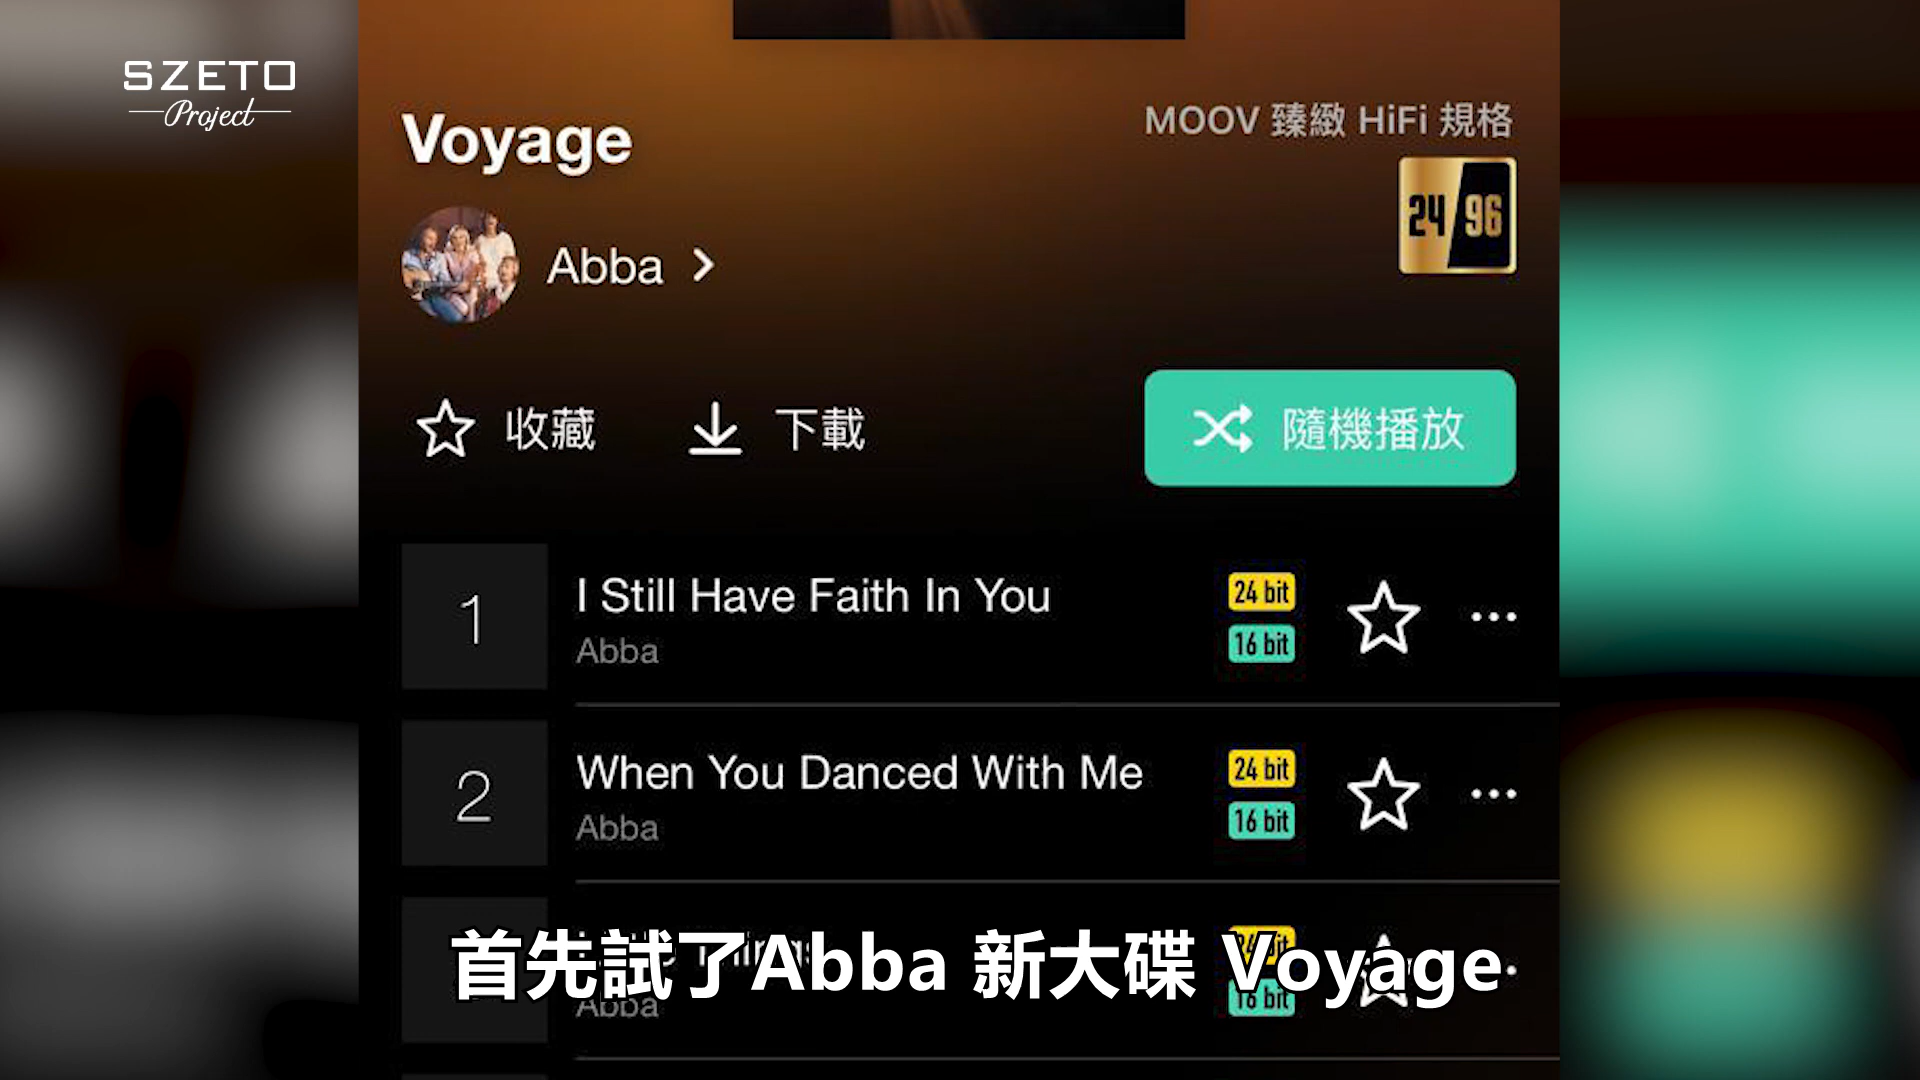 SZETO
Project
MOOV 臻緻 HiFi 規格
Voyage
24 96
Abba
收藏
下載
隨機播放
1
I Still Have Faith In You
Abba
24 bit
16 bit
2
When You Danced With Me
Abba
24 bit
16 bit
首先試了Abba 新大碟 Voyage
Abba
16 bit